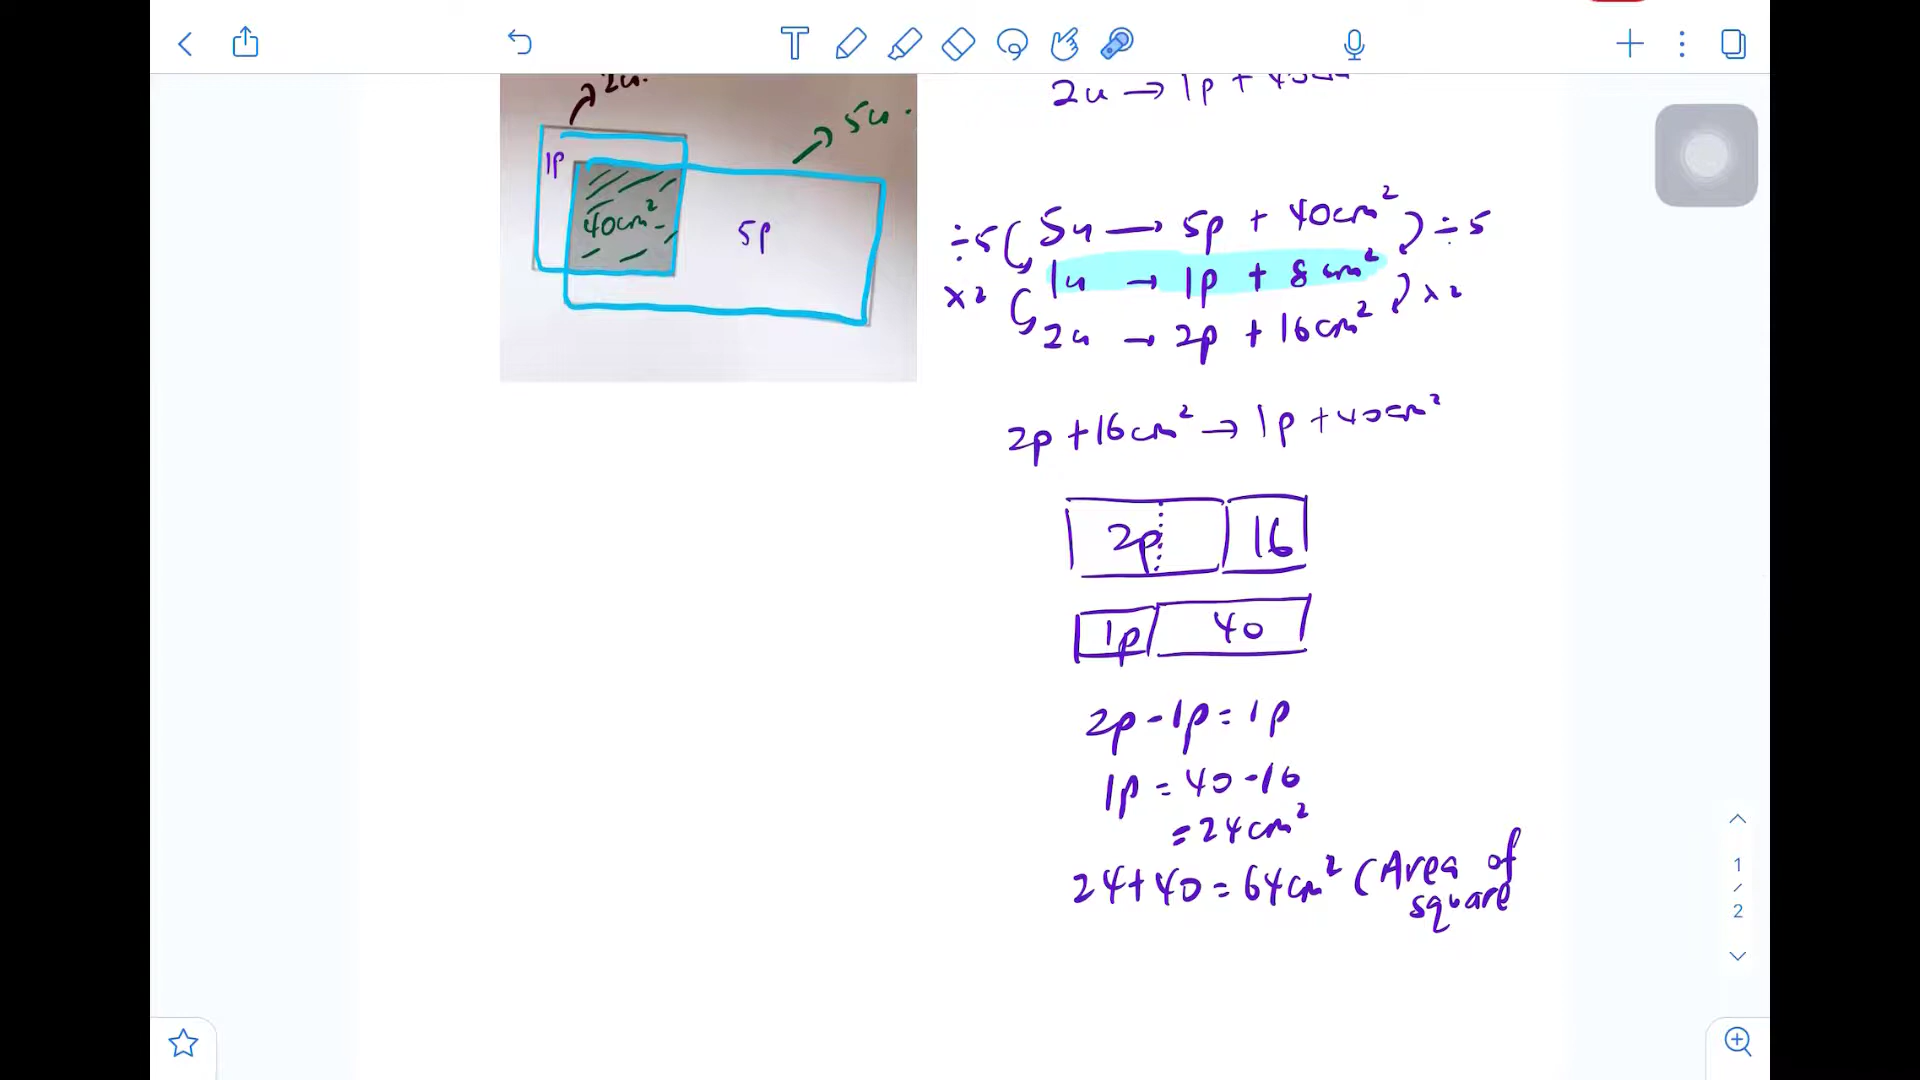 2u.
5u.
1p
40cm²
5p
2u → 1p +
÷5 5u → 5p + 40cm² ÷5
1u → 1p + 8cm²
×2 2u → 2p + 16cm² ×2
2p + 16cm² → 1p + 40cm²
2p 16
1p 40
2p - 1p = 1p
1p = 40 - 16
= 24cm²
24 + 40 = 64cm² (Area of
square
1
/
2